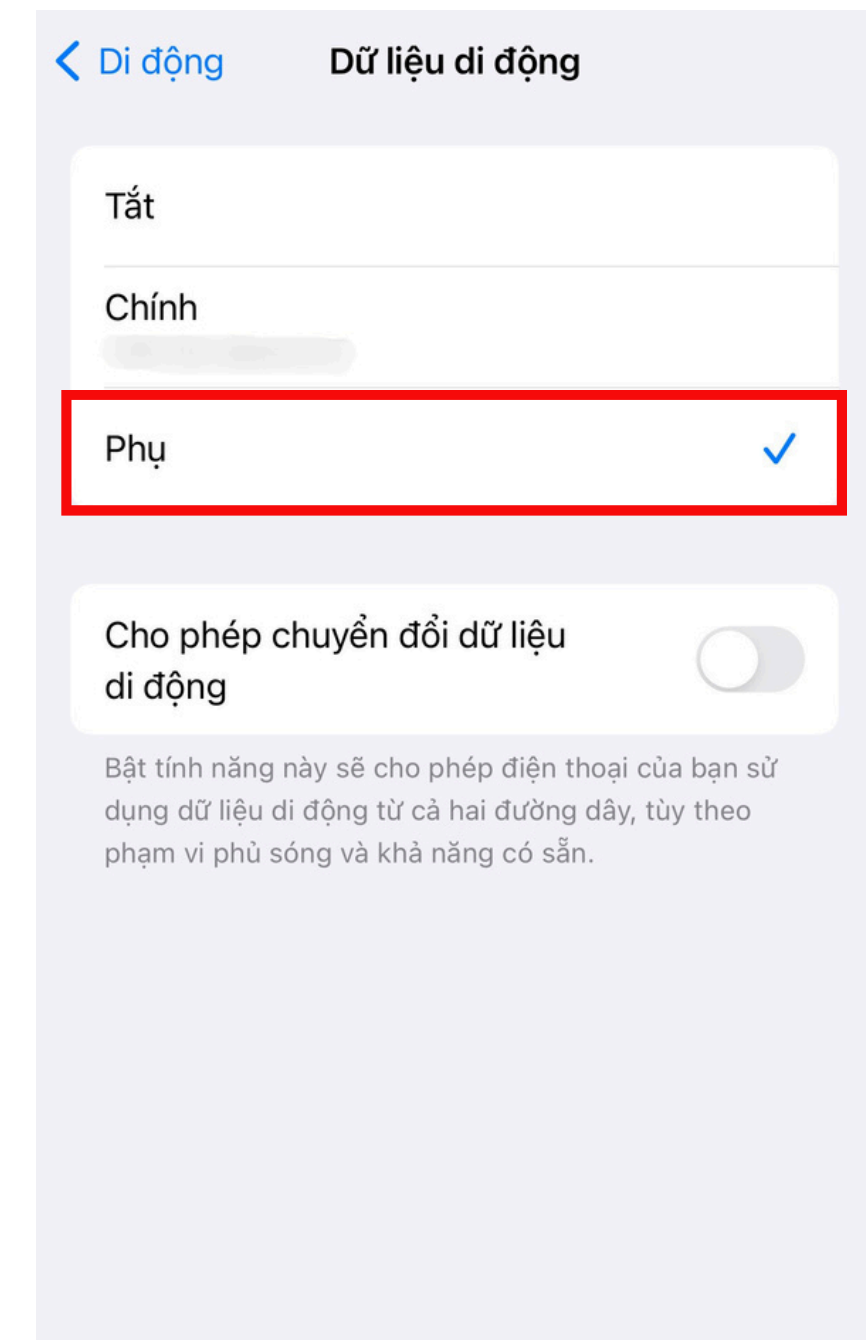 Di động
Dữ liệu di động
Tắt
Chính
Phụ
Cho phép chuyển đổi dữ liệu
di động
Bật tính năng này sẽ cho phép điện thoại của bạn sử
dụng dữ liệu di động từ cả hai đường dây, tùy theo
phạm vi phủ sóng và khả năng có sẵn.